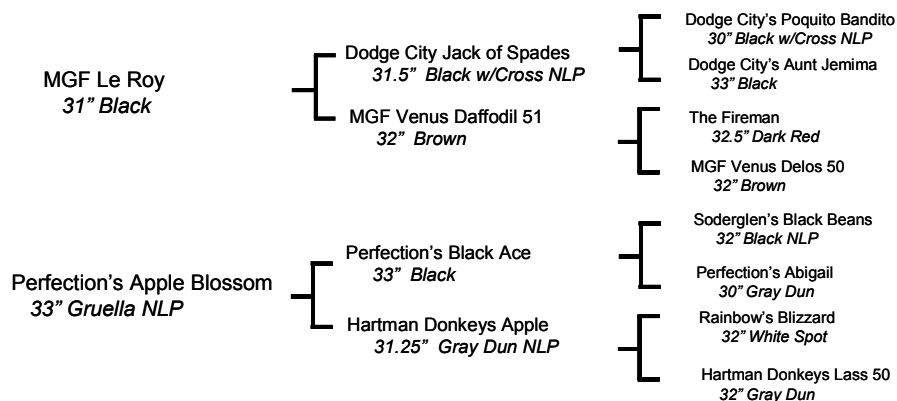 MGF Le Roy
31" Black
Dodge City Jack of Spades
31.5" Black w/Cross NLP
MGF Venus Daffodil 51
32" Brown
Dodge City's Poquito Bandito
30" Black w/Cross NLP
Dodge City's Aunt Jemima
33" Black
The Fireman
32.5" Dark Red
MGF Venus Delos 50
32" Brown
Perfection's Apple Blossom
33" Gruella NLP
Perfection's Black Ace
33" Black
Hartman Donkeys Apple
31.25" Gray Dun NLP
Soderglen's Black Beans
32" Black NLP
Perfection's Abigail
30" Gray Dun
Rainbow's Blizzard
32" White Spot
Hartman Donkeys Lass 50
32" Gray Dun